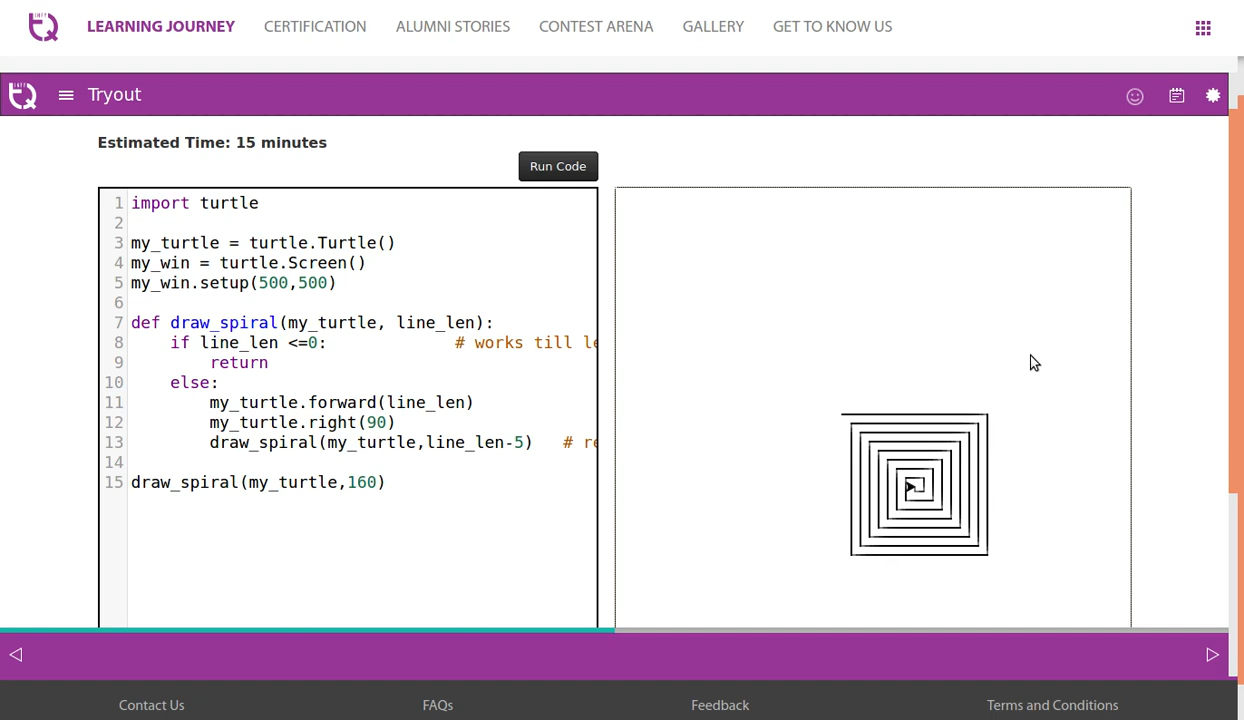 LEARNING JOURNEY CERTIFICATION ALUMNI STORIES CONTEST ARENA GALLERY GET TO KNOW US
Tryout
Estimated Time: 15 minutes
Run Code
1 import turtle
2
3 my_turtle = turtle.Turtle()
4 my_win = turtle.Screen()
5 my_win.setup(500,500)
6
7 def draw_spiral(my_turtle, line_len):
8 if line_len <=0: # works till
9 return
10 else:
11 my_turtle.forward(line_len)
12 my_turtle.right(90)
13 draw_spiral(my_turtle,line_len-5) #
14
15 draw_spiral(my_turtle,160)
Contact Us FAQs Feedback Terms and Conditions